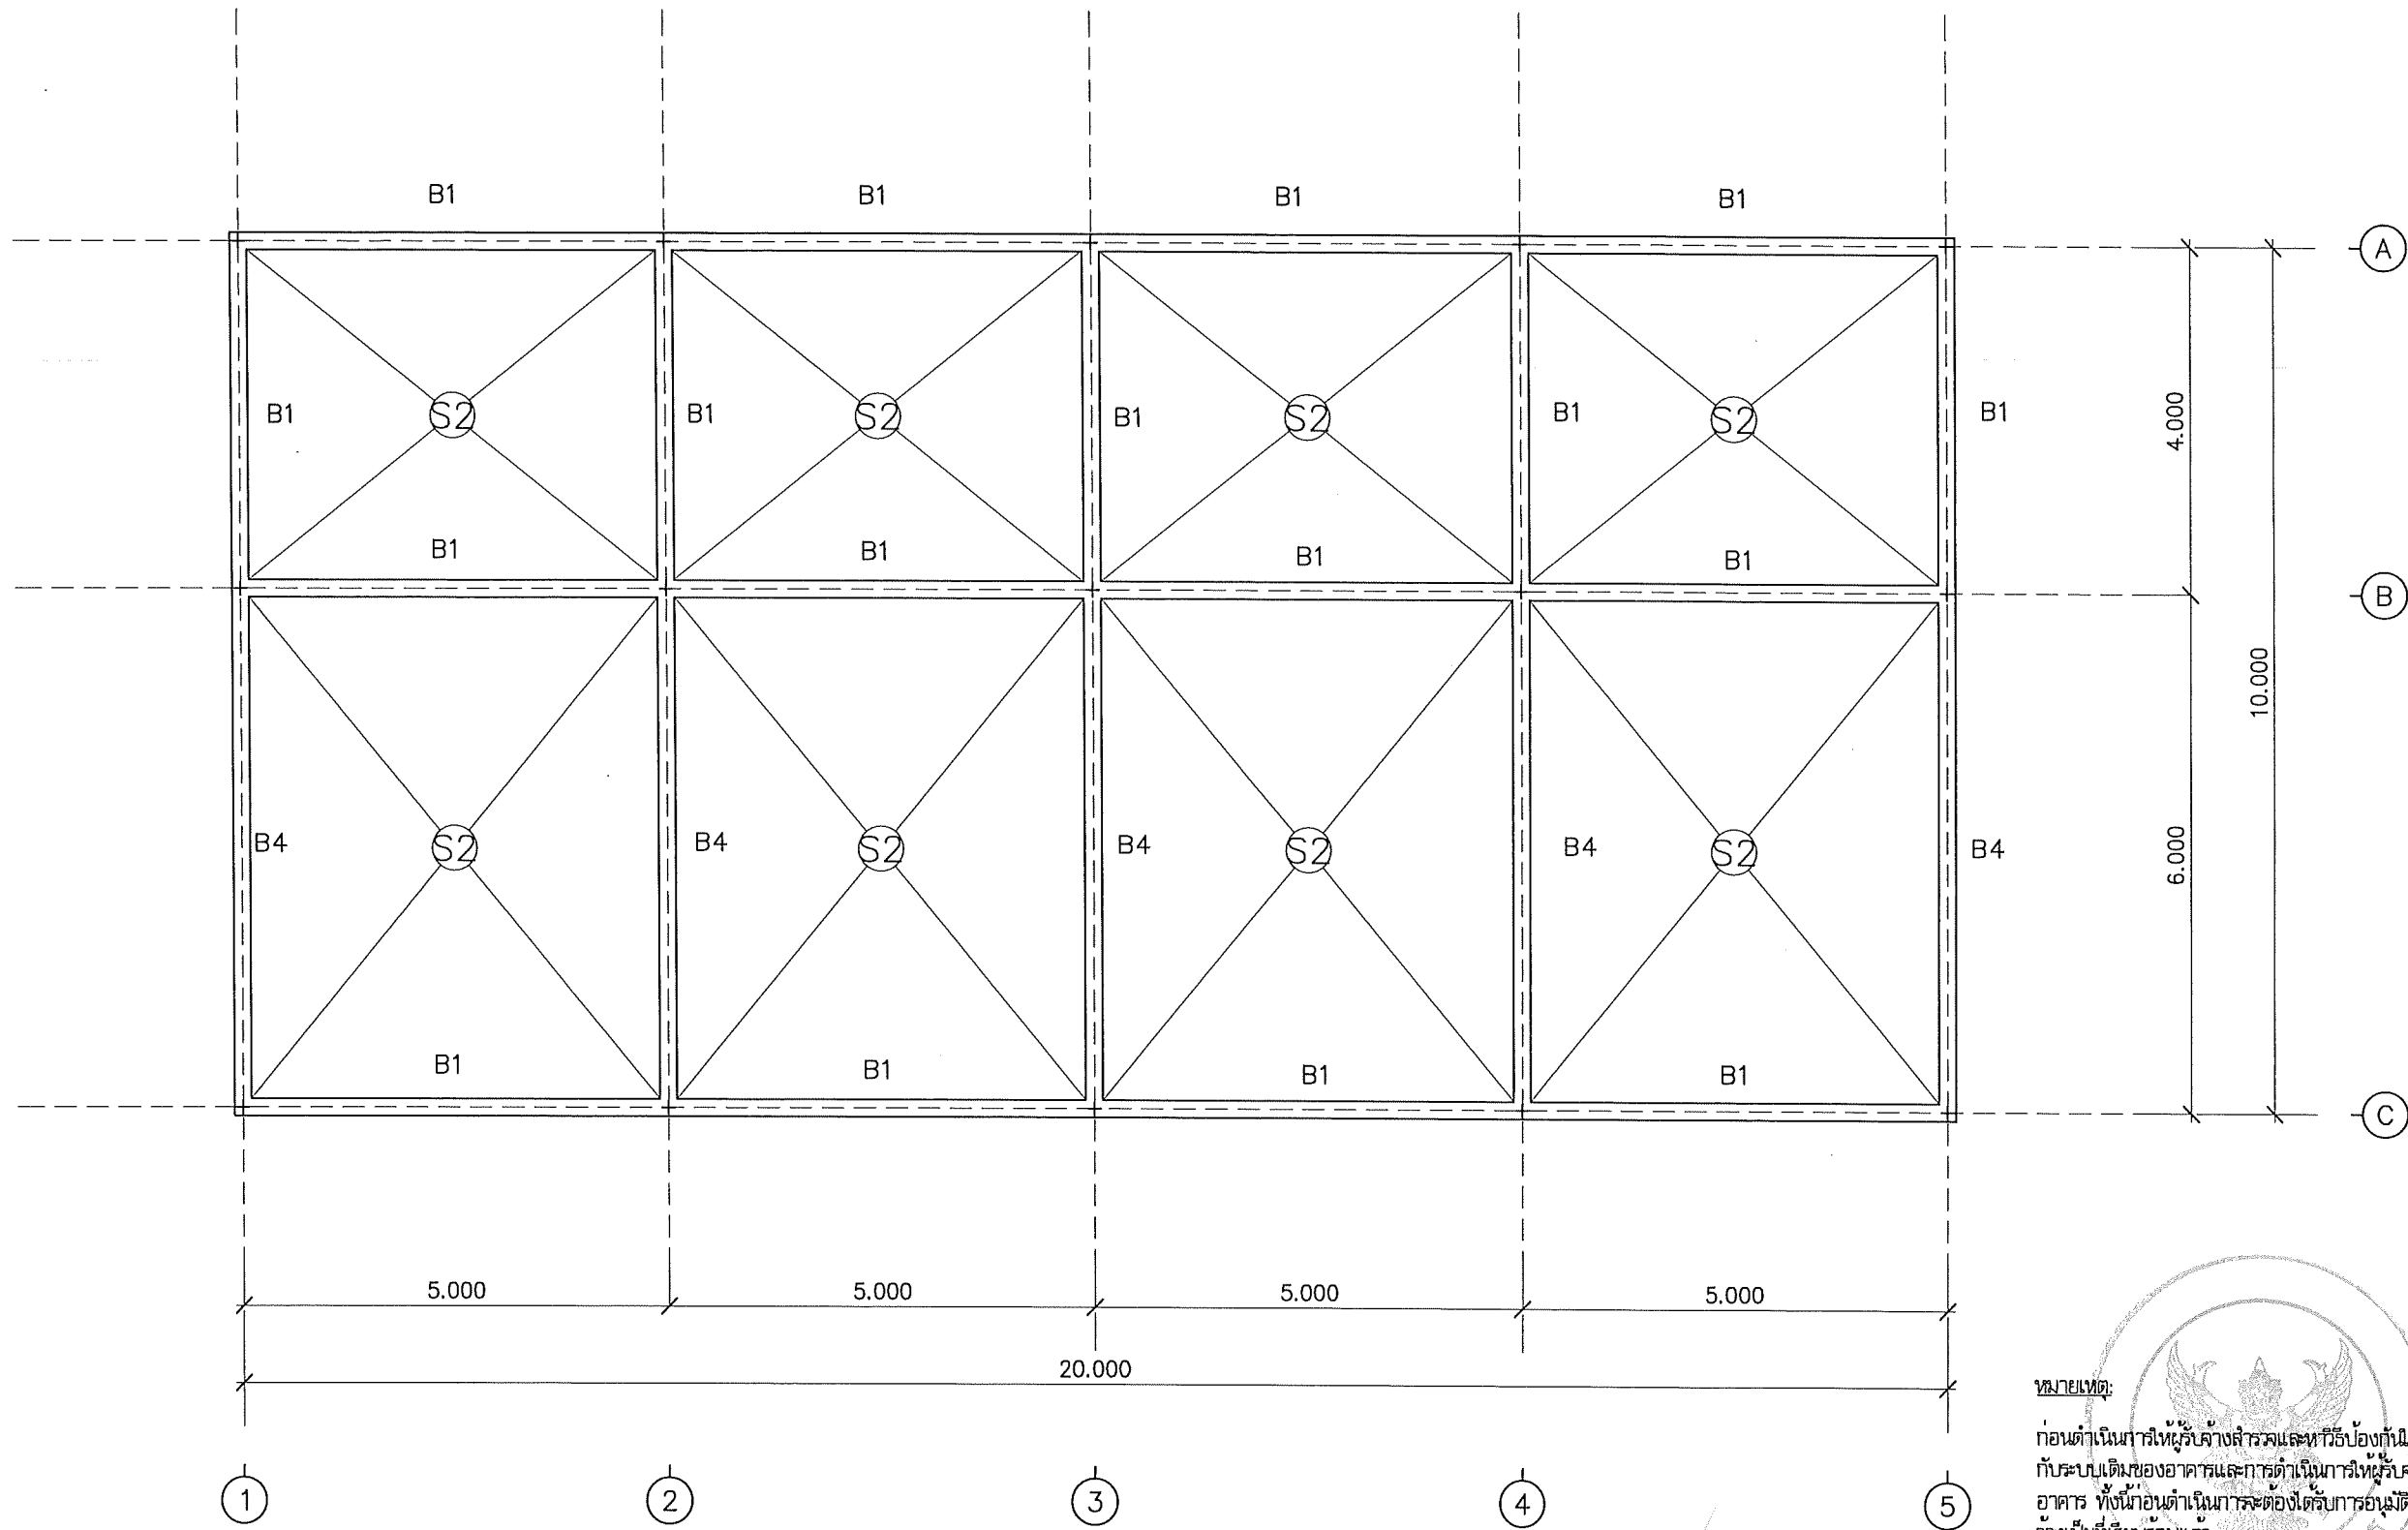 B1 B1 B1 B1
A
B1 S2 B1 S2 B1 S2 B1 S2 B1
4.000
B1 B1 B1 B1
B
10.000
B4 S2 B4 S2 B4 S2 B4 S2 B4
6.000
B1 B1 B1 B1
C
5.000 5.000 5.000 5.000
20.000
1 2 3 4 5
หมายเหตุ:
ก่อนดำเนินการให้ผู้รับจ้างสำรวจและหาวิธีป้องกัน
กับระบบเดิมของอาคารและการดำเนินการให้ผู้รับ
อาคาร ทั้งนี้ก่อนดำเนินการจะต้องได้รับการอนุมัติ